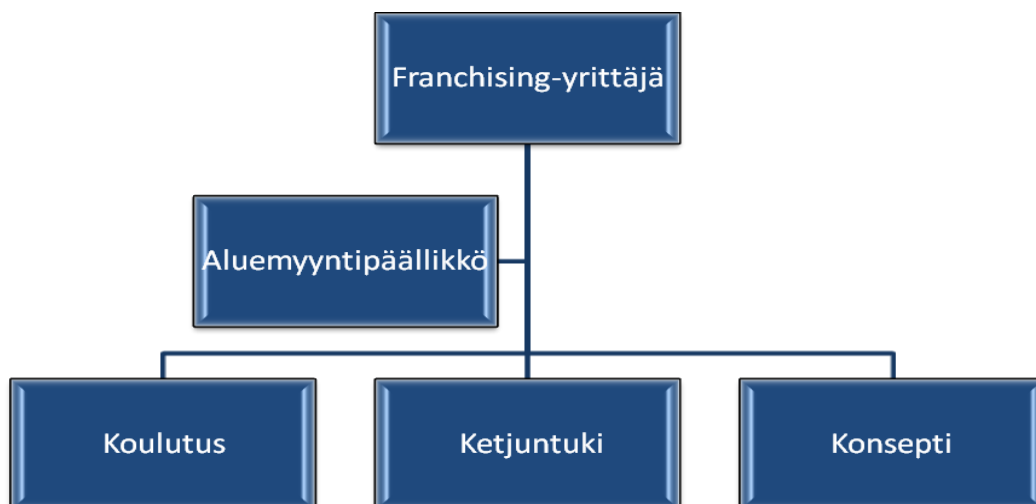 Franchising-yrittäjä
Aluemyyntipäällikkö
Koulutus
Ketjuntuki
Konsepti